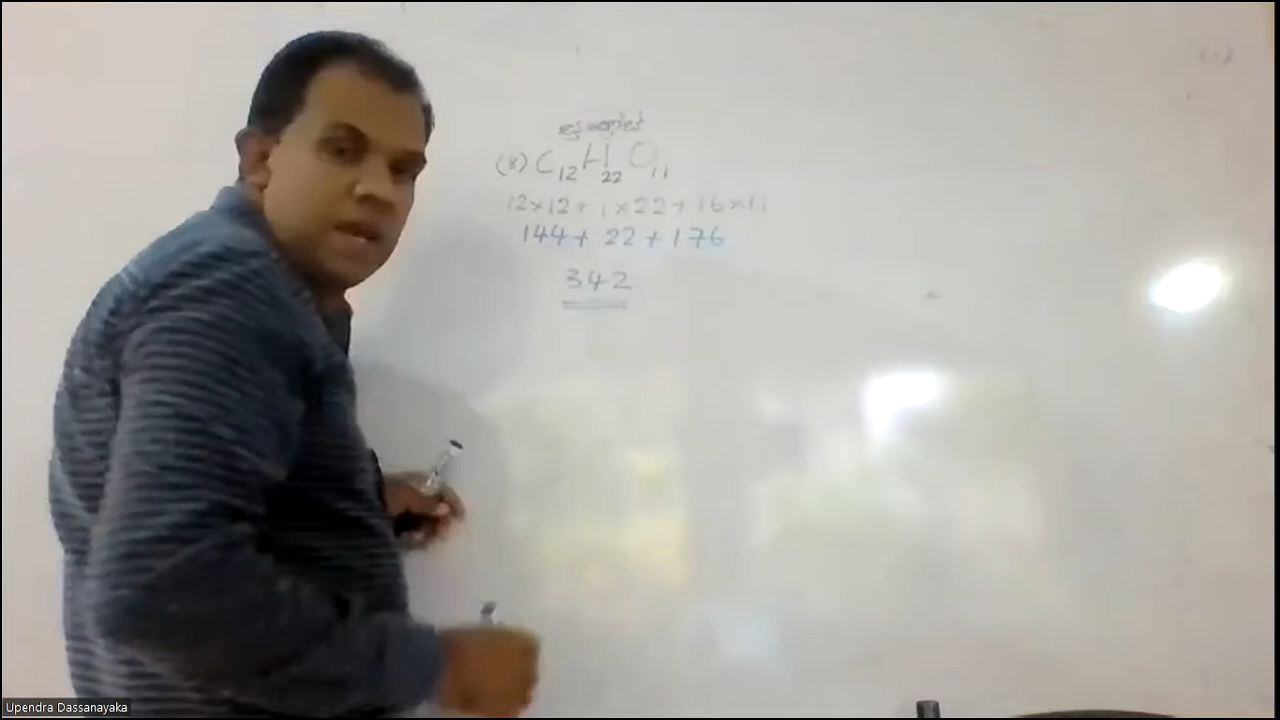 (8) C₁₂H₂₂O₁₁
12×12+1×22+16×11
144+22+176
342
Upendra Dassanayaka